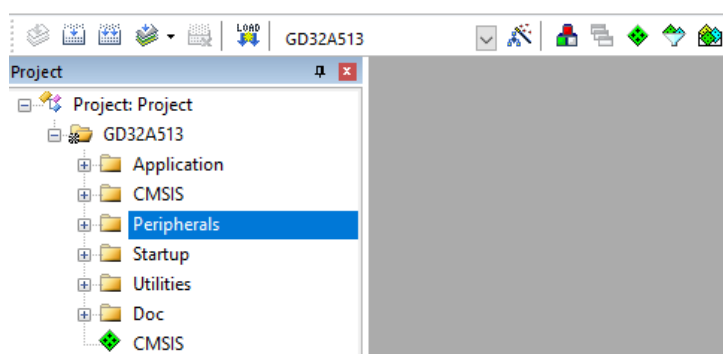 LOAD
GD32A513
Project
Project: Project
GD32A513
Application
CMSIS
Peripherals
Startup
Utilities
Doc
CMSIS